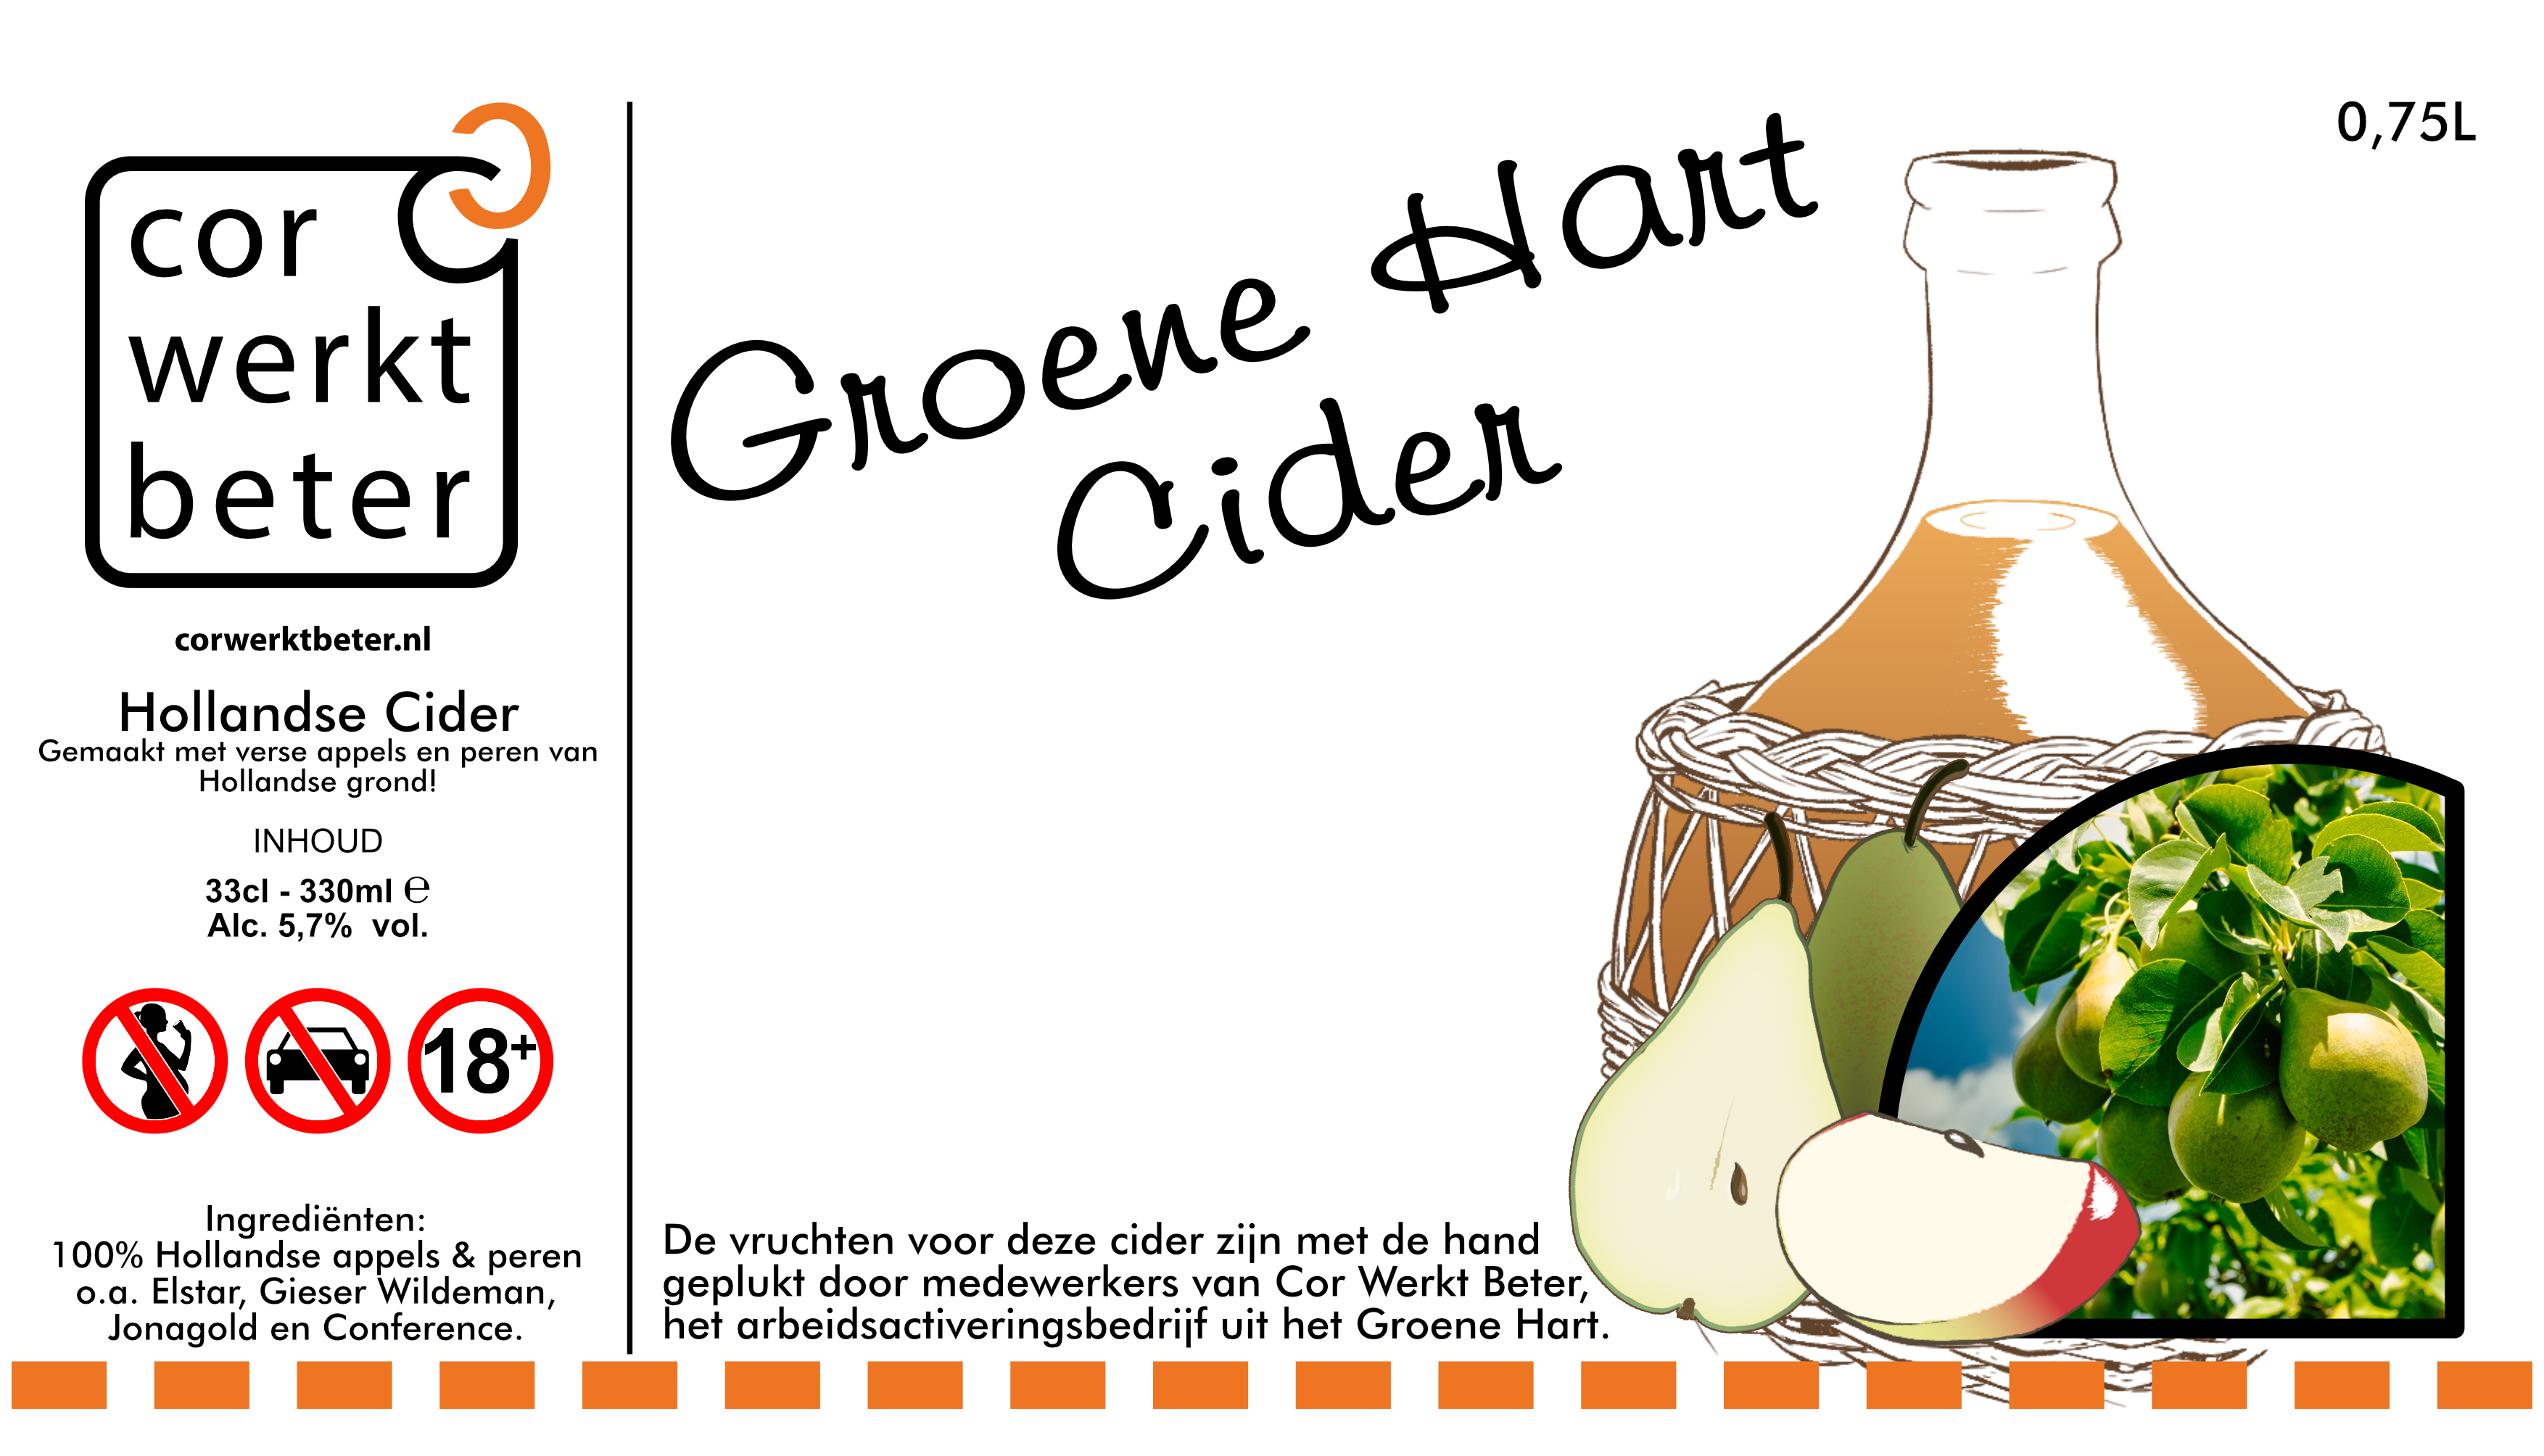 cor
werkt
beter
corwerktbeter.nl
Hollandse Cider
Gemaakt met verse appels en peren van
Hollandse grond!
INHOUD
33cl - 330ml ℮
Alc. 5,7% vol.
18+
Ingrediënten:
100% Hollandse appels & peren
o.a. Elstar, Gieser Wildeman,
Jonagold en Conference.
Groene Hart
Cider
0,75L
De vruchten voor deze cider zijn met de hand
geplukt door medewerkers van Cor Werkt Beter,
het arbeidsactiveringsbedrijf uit het Groene Hart.